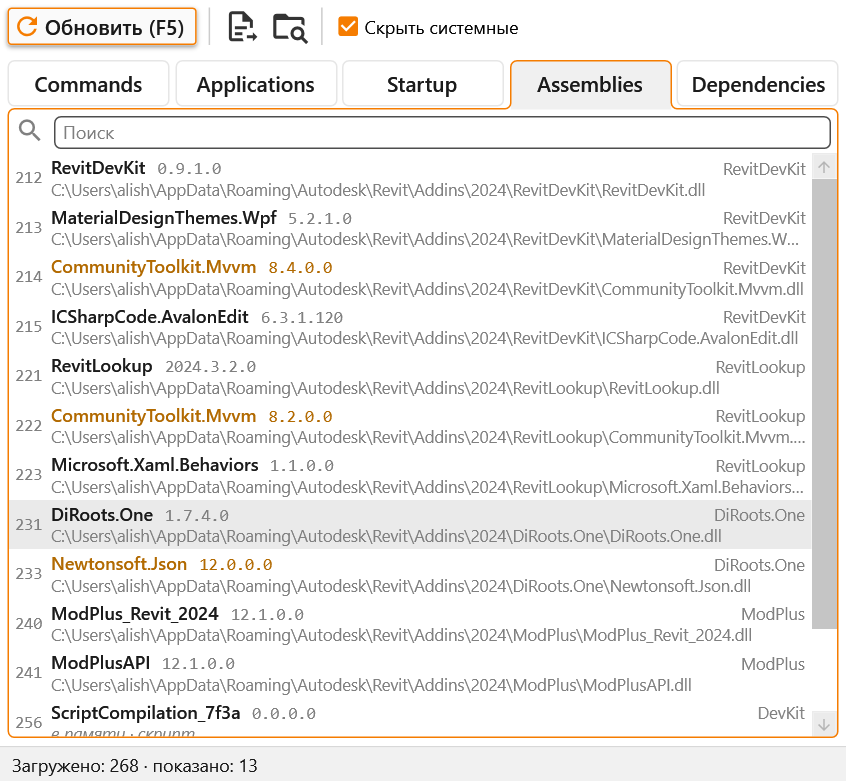 Обновить (F5)
Скрыть системные
Commands
Applications
Startup
Assemblies
Dependencies
Поиск
212 RevitDevKit 0.9.1.0 RevitDevKit
C:\Users\alish\AppData\Roaming\Autodesk\Revit\Addins\2024\RevitDevKit\RevitDevKit.dll
213 MaterialDesignThemes.Wpf 5.2.1.0 RevitDevKit
C:\Users\alish\AppData\Roaming\Autodesk\Revit\Addins\2024\RevitDevKit\MaterialDesignThemes.W...
214 CommunityToolkit.Mvvm 8.4.0.0 RevitDevKit
C:\Users\alish\AppData\Roaming\Autodesk\Revit\Addins\2024\RevitDevKit\CommunityToolkit.Mvvm.dll
215 ICSharpCode.AvalonEdit 6.3.1.120 RevitDevKit
C:\Users\alish\AppData\Roaming\Autodesk\Revit\Addins\2024\RevitDevKit\ICSharpCode.AvalonEdit.dll
221 RevitLookup 2024.3.2.0 RevitLookup
C:\Users\alish\AppData\Roaming\Autodesk\Revit\Addins\2024\RevitLookup\RevitLookup.dll
222 CommunityToolkit.Mvvm 8.2.0.0 RevitLookup
C:\Users\alish\AppData\Roaming\Autodesk\Revit\Addins\2024\RevitLookup\CommunityToolkit.Mvvm....
223 Microsoft.Xaml.Behaviors 1.1.0.0 RevitLookup
C:\Users\alish\AppData\Roaming\Autodesk\Revit\Addins\2024\RevitLookup\Microsoft.Xaml.Behaviors...
231 DiRoots.One 1.7.4.0 DiRoots.One
C:\Users\alish\AppData\Roaming\Autodesk\Revit\Addins\2024\DiRoots.One\DiRoots.One.dll
233 Newtonsoft.Json 12.0.0.0 DiRoots.One
C:\Users\alish\AppData\Roaming\Autodesk\Revit\Addins\2024\DiRoots.One\Newtonsoft.Json.dll
240 ModPlus_Revit_2024 12.1.0.0 ModPlus
C:\Users\alish\AppData\Roaming\Autodesk\Revit\Addins\2024\ModPlus\ModPlus_Revit_2024.dll
241 ModPlusAPI 12.1.0.0 ModPlus
C:\Users\alish\AppData\Roaming\Autodesk\Revit\Addins\2024\ModPlus\ModPlusAPI.dll
256 ScriptCompilation_7f3a 0.0.0.0 DevKit
в памяти · скрипт
Загружено: 268 · показано: 13